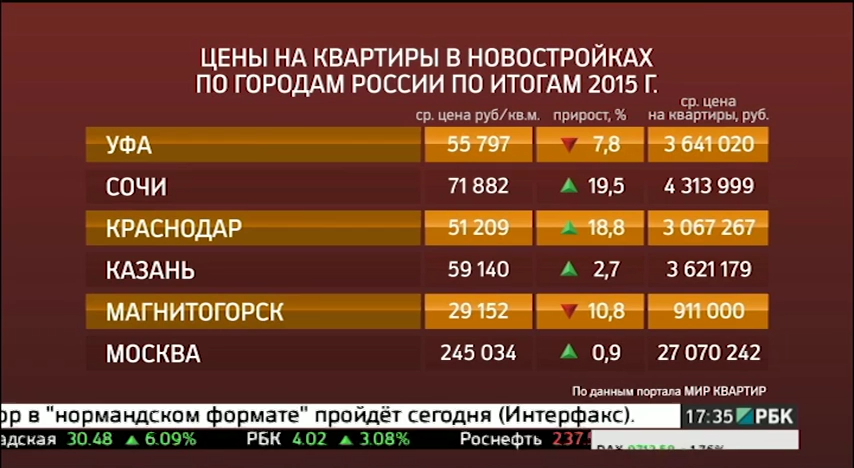 ЦЕНЫ НА КВАРТИРЫ В НОВОСТРОЙКАХ
ПО ГОРОДАМ РОССИИ ПО ИТОГАМ 2015 Г.
ср. цена руб/кв.м. прирост, % ср. цена на квартиры, руб.
УФА 55 797 ▼ 7,8 3 641 020
СОЧИ 71 882 ▲ 19,5 4 313 999
КРАСНОДАР 51 209 ▲ 18,8 3 067 267
КАЗАНЬ 59 140 ▲ 2,7 3 621 179
МАГНИТОГОРСК 29 152 ▼ 10,8 911 000
МОСКВА 245 034 ▲ 0,9 27 070 242
По данным портала МИР КВАРТИР
ор в "нормандском формате" пройдёт сегодня (Интерфакс). 17:35 РБК
адская 30.48 ▲ 6.09% РБК 4.02 ▲ 3.08% Роснефть 237.5